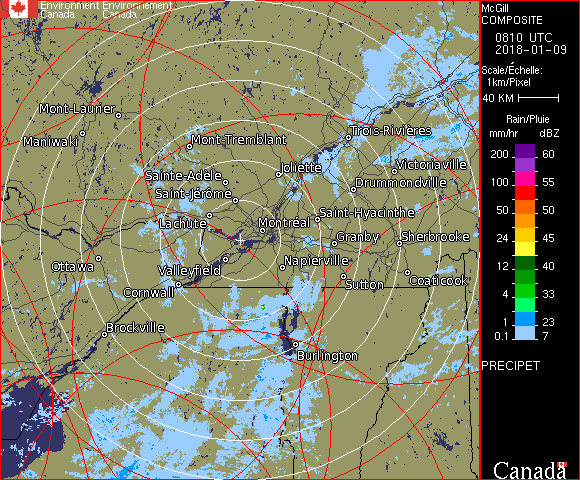 Environment Environnement
Canada Canada
McGill
COMPOSITE
0810 UTC
2018-01-09
Scale/Échelle:
1km/Pixel
40 KM
Rain/Pluie
mm/hr dBZ
200 60
100 55
50 50
24 45
12 40
4 33
1 23
0.1 7
PRECIPET
Canada
Mont-Laurier
Maniwaki
Mont-Tremblant
Trois-Rivières
Sainte-Adèle
Joliette
Victoriaville
Saint-Jérôme
Drummondville
Lachute
Montréal
Saint-Hyacinthe
Granby
Sherbrooke
Ottawa
Valleyfield
Napierville
Cornwall
Sutton
Coaticook
Brockville
Burlington